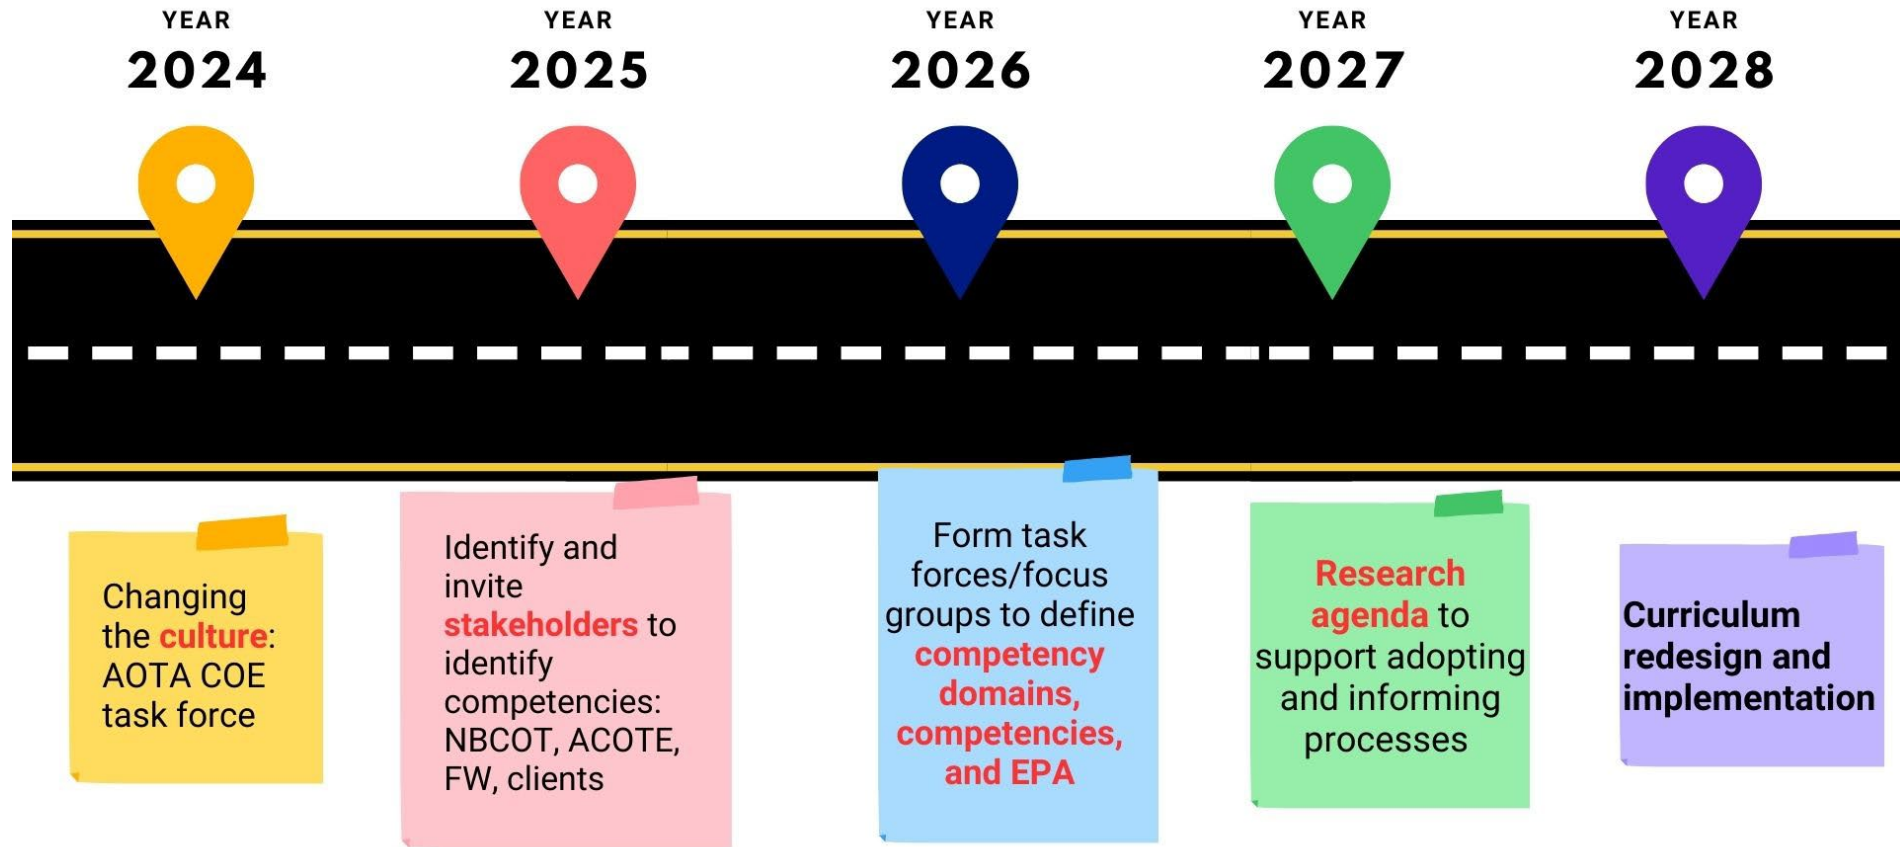 YEAR
2024
YEAR
2025
YEAR
2026
YEAR
2027
YEAR
2028
Changing
the culture:
AOTA COE
task force
Identify and
invite
stakeholders to
identify
competencies:
NBCOT, ACOTE,
FW, clients
Form task
forces/focus
groups to define
competency
domains,
competencies,
and EPA
Research
agenda to
support adopting
and informing
processes
Curriculum
redesign and
implementation